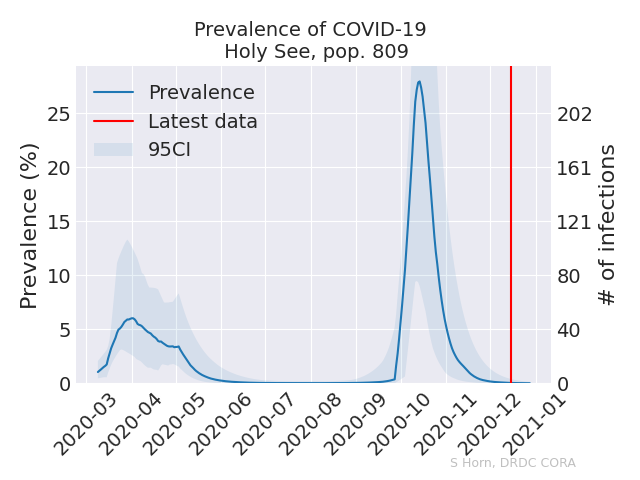 Prevalence of COVID-19
Holy See, pop. 809
Prevalence
Latest data
95CI
Prevalence (%)
25
20
15
10
5
0
202
161
121
80
40
0
# of infections
2020-03
2020-04
2020-05
2020-06
2020-07
2020-08
2020-09
2020-10
2020-11
2020-12
2021-01
S Horn, DRDC CORA